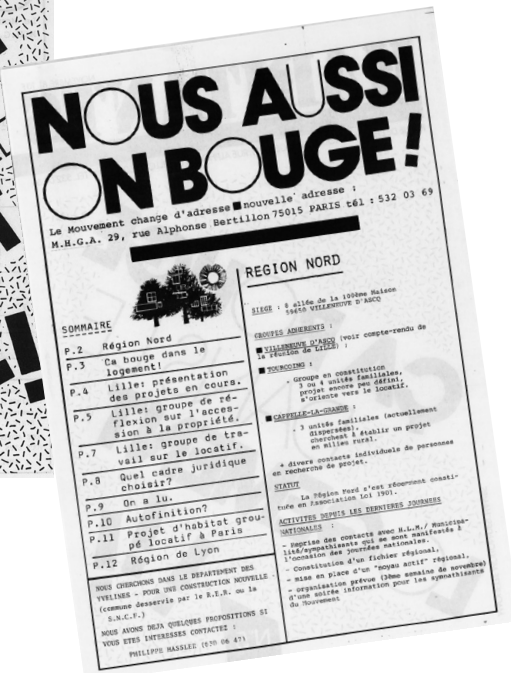 NOUS AUSSI
ON BOUGE!
Le Mouvement change d'adresse ■ nouvelle adresse :
M.H.G.A. 29, rue Alphonse Bertillon 75015 PARIS tél : 532 03 69
SOMMAIRE
P.2 Région Nord
P.3 Ca bouge dans le
logement!
P.4 Lille: présentation
des projets en cours.
P.5 Lille: groupe de ré-
flexion sur l'acces-
sion à la propriété.
P.7 Lille: groupe de tra-
vail sur le locatif.
P.8 Quel cadre juridique
choisir?
P.9 On a lu.
P.10 Autofinition?
P.11 Projet d'habitat grou-
pé locatif à Paris
P.12 Région de Lyon
NOUS CHERCHONS DANS LE DEPARTEMENT DES
YVELINES - POUR UNE CONSTRUCTION NOUVELLE -
(commune desservie par le R.E.R. ou la
S.N.C.F.)
NOUS AVONS DEJA QUELQUES PROPOSITIONS SI
VOUS ETES INTERESSES CONTACTEZ :
PHILIPPE HASSLER
REGION NORD
SIEGE : 8 allée de la 1000ème Maison
59650 VILLENEUVE D'ASCQ
GROUPES ADHERENTS :
■ VILLENEUVE D'ASCQ (voir compte-rendu de
la réunion de LILLE) ;
■ TOURCOING :
. Groupe en constitution
3 ou 4 unités familiales,
projet encore peu défini,
s'oriente vers le locatif.
■ CAPPELLE-LA-GRANDE :
. 3 unités familiales (actuellement
dispersées),
cherchent à établir un projet
en milieu rural.
+ divers contacts individuels de personnes
en recherche de projet.
STATUT
La Région Nord s'est récemment consti-
tuée en Association Loi 1901.
ACTIVITES DEPUIS LES DERNIERES JOURNEES
NATIONALES :
- Reprise des contacts avec H.L.M./ Municipa-
lité/sympathisants qui se sont manifestés à
l'occasion des journées nationales.
- Constitution d'un fichier régional,
- mise en place d'un "noyau actif" régional,
- organisation prévue (3ème semaine de novembre)
d'une soirée information pour les sympathisants
du Mouvement